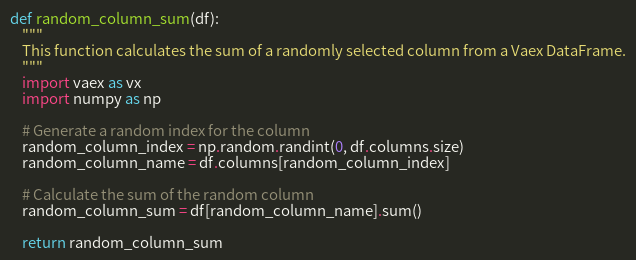 def random_column_sum(df):
    """
    This function calculates the sum of a randomly selected column from a Vaex DataFrame.
    """
    import vaex as vx
    import numpy as np

    # Generate a random index for the column
    random_column_index = np.random.randint(0, df.columns.size)
    random_column_name = df.columns[random_column_index]

    # Calculate the sum of the random column
    random_column_sum = df[random_column_name].sum()

    return random_column_sum